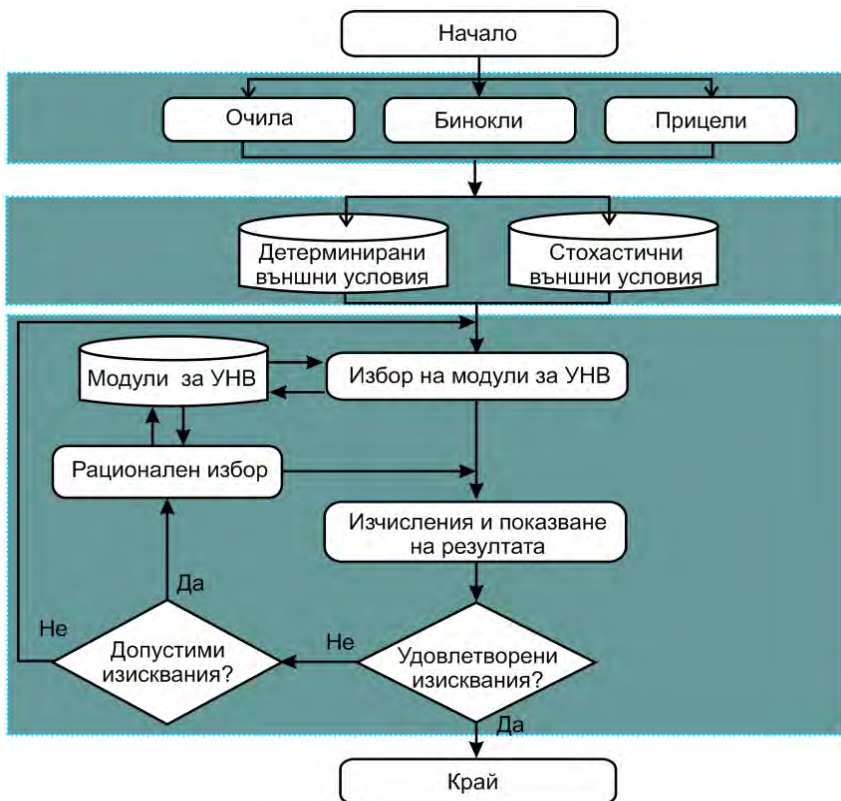 Начало
Очила
Бинокли
Прицели
Детерминирани
външни условия
Стохастични
външни условия
Модули за УНВ
Избор на модули за УНВ
Рационален избор
Изчисления и показване
на резултата
Да
Не
Допустими
изисквания?
Не
Удовлетворени
изисквания?
Да
Край